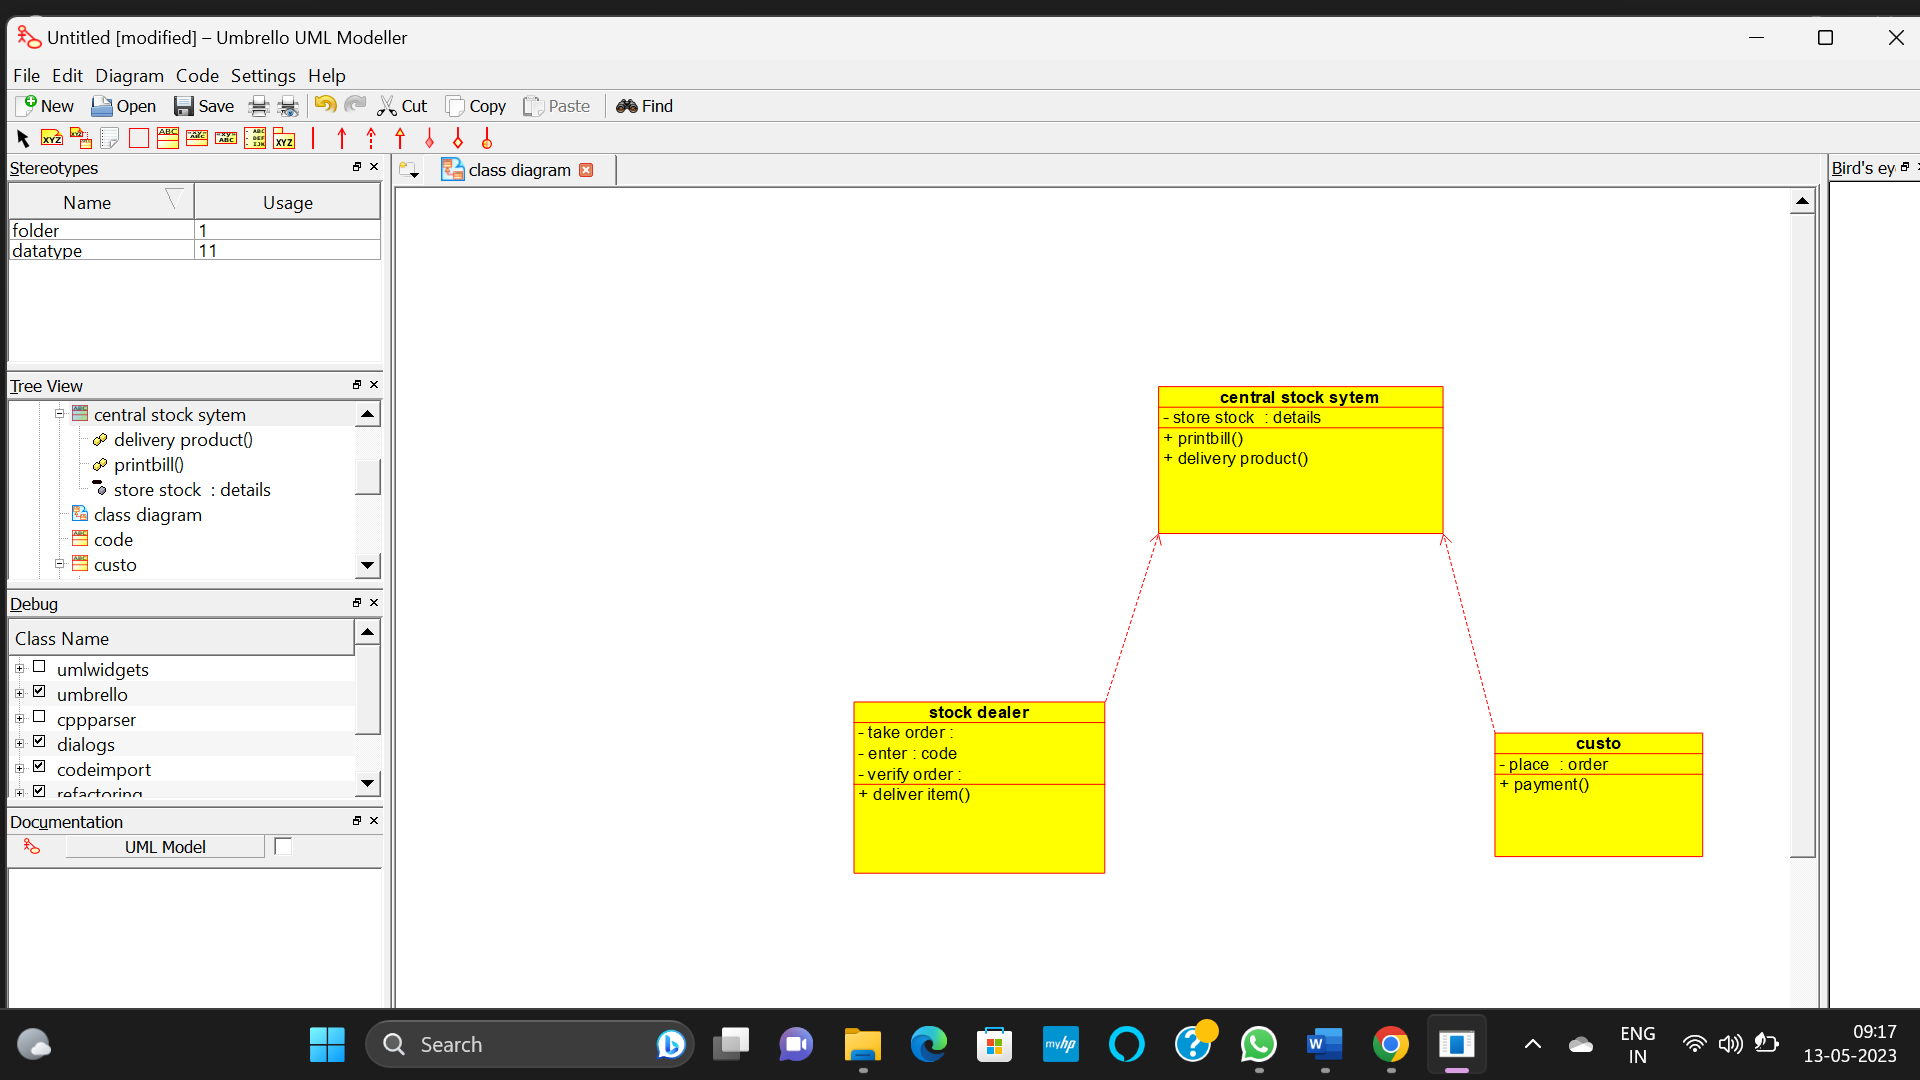 Untitled [modified] – Umbrello UML Modeller
File Edit Diagram Code Settings Help
New Open Save Cut Copy Paste Find
Stereotypes
Name Usage
folder 1
datatype 11
Tree View
central stock sytem
delivery product()
printbill()
store stock : details
class diagram
code
custo
Debug
Class Name
umlwidgets
umbrello
cppparser
dialogs
codeimport
refactoring
Documentation
UML Model
class diagram
Bird's ey
central stock sytem
- store stock : details
+ printbill()
+ delivery product()
stock dealer
- take order :
- enter : code
- verify order :
+ deliver item()
custo
- place : order
+ payment()
Search
myhp
W
ENG
IN
09:17
13-05-2023